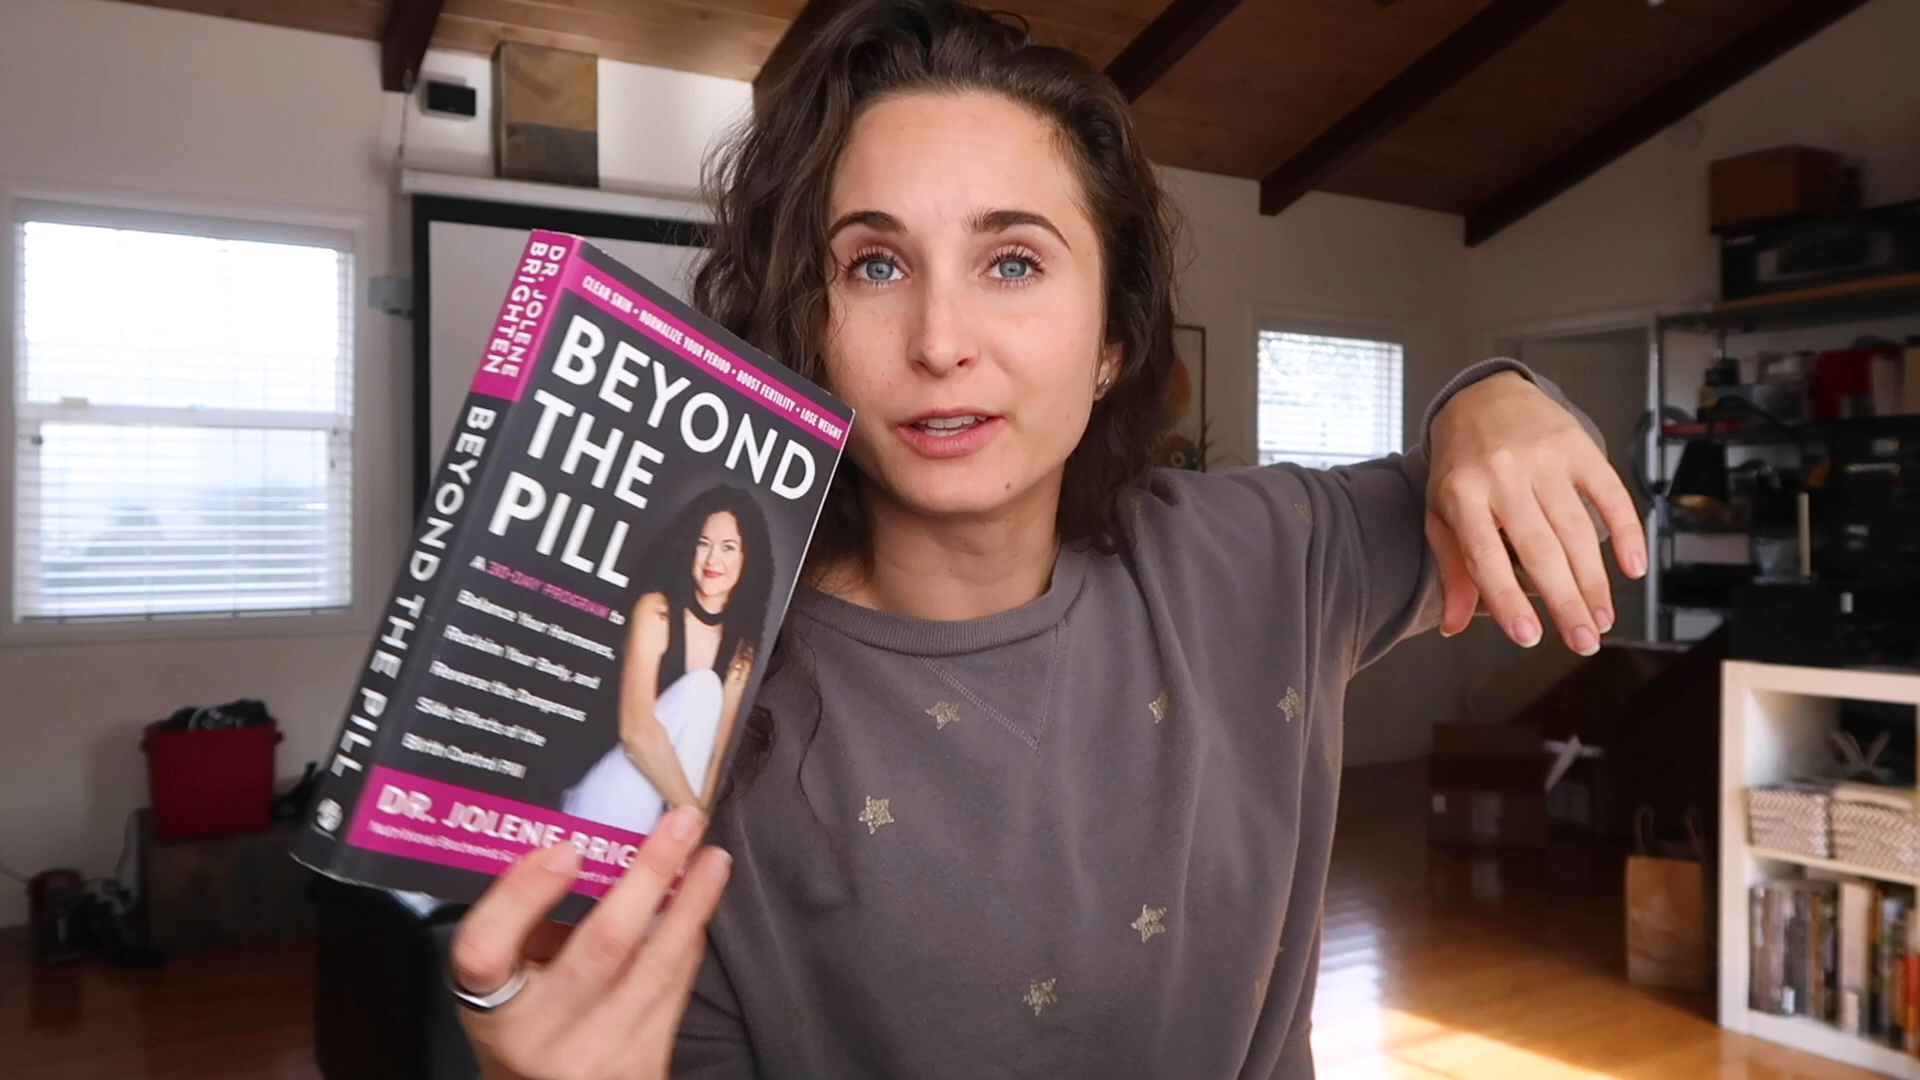 DR. JOLENE
BRIGHTEN
BEYOND THE PILL
CLEAR SKIN • NORMALIZE YOUR PERIOD • BOOST FERTILITY • LOSE WEIGHT
BEYOND
THE
PILL
A 30-DAY PROGRAM to
Balance Your Hormones,
Reclaim Your Body, and
Reverse the Dangerous
Side Effects of the
Birth Control Pill
DR. JOLENE BRIG